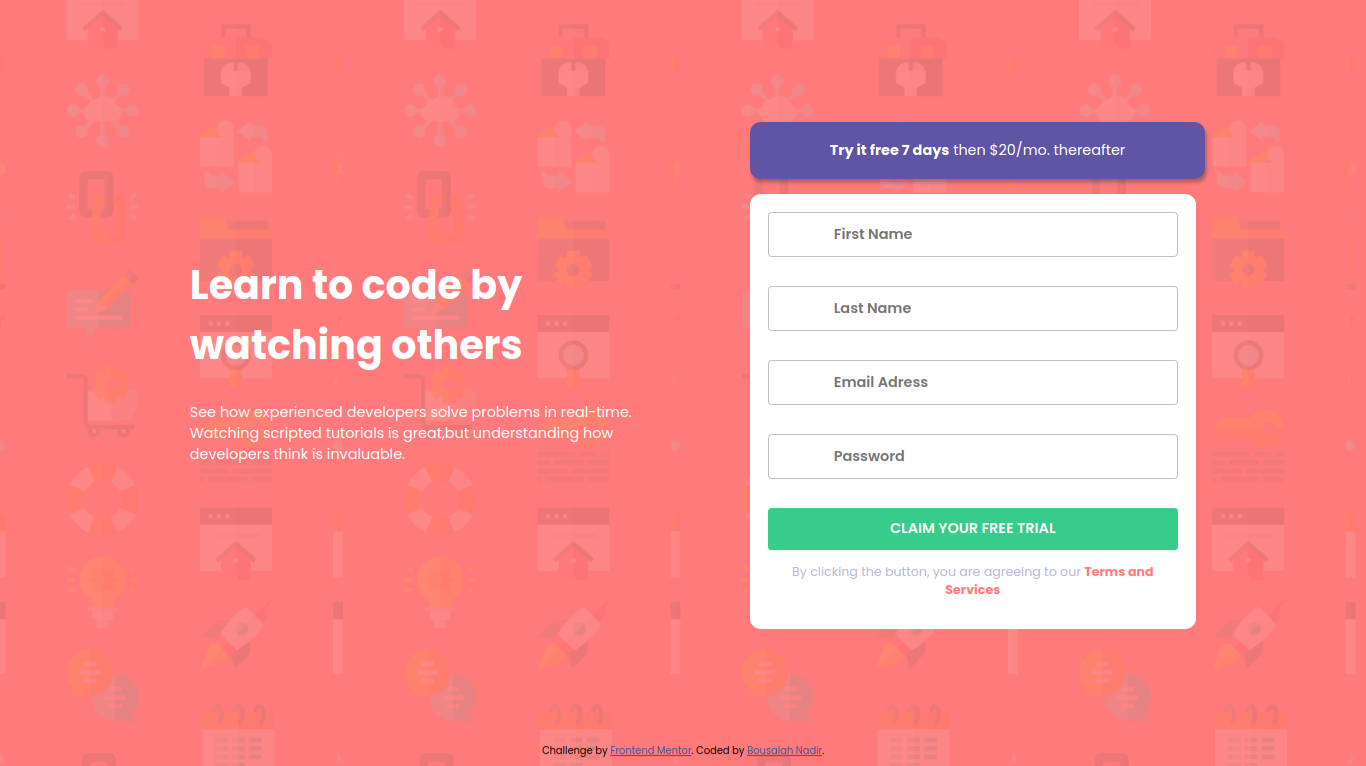 Learn to code by
watching others
See how experienced developers solve problems in real-time.
Watching scripted tutorials is great,but understanding how
developers think is invaluable.
Try it free 7 days then $20/mo. thereafter
First Name
Last Name
Email Adress
Password
CLAIM YOUR FREE TRIAL
By clicking the button, you are agreeing to our Terms and
Services
Challenge by Frontend Mentor. Coded by Bousalah Nadir.